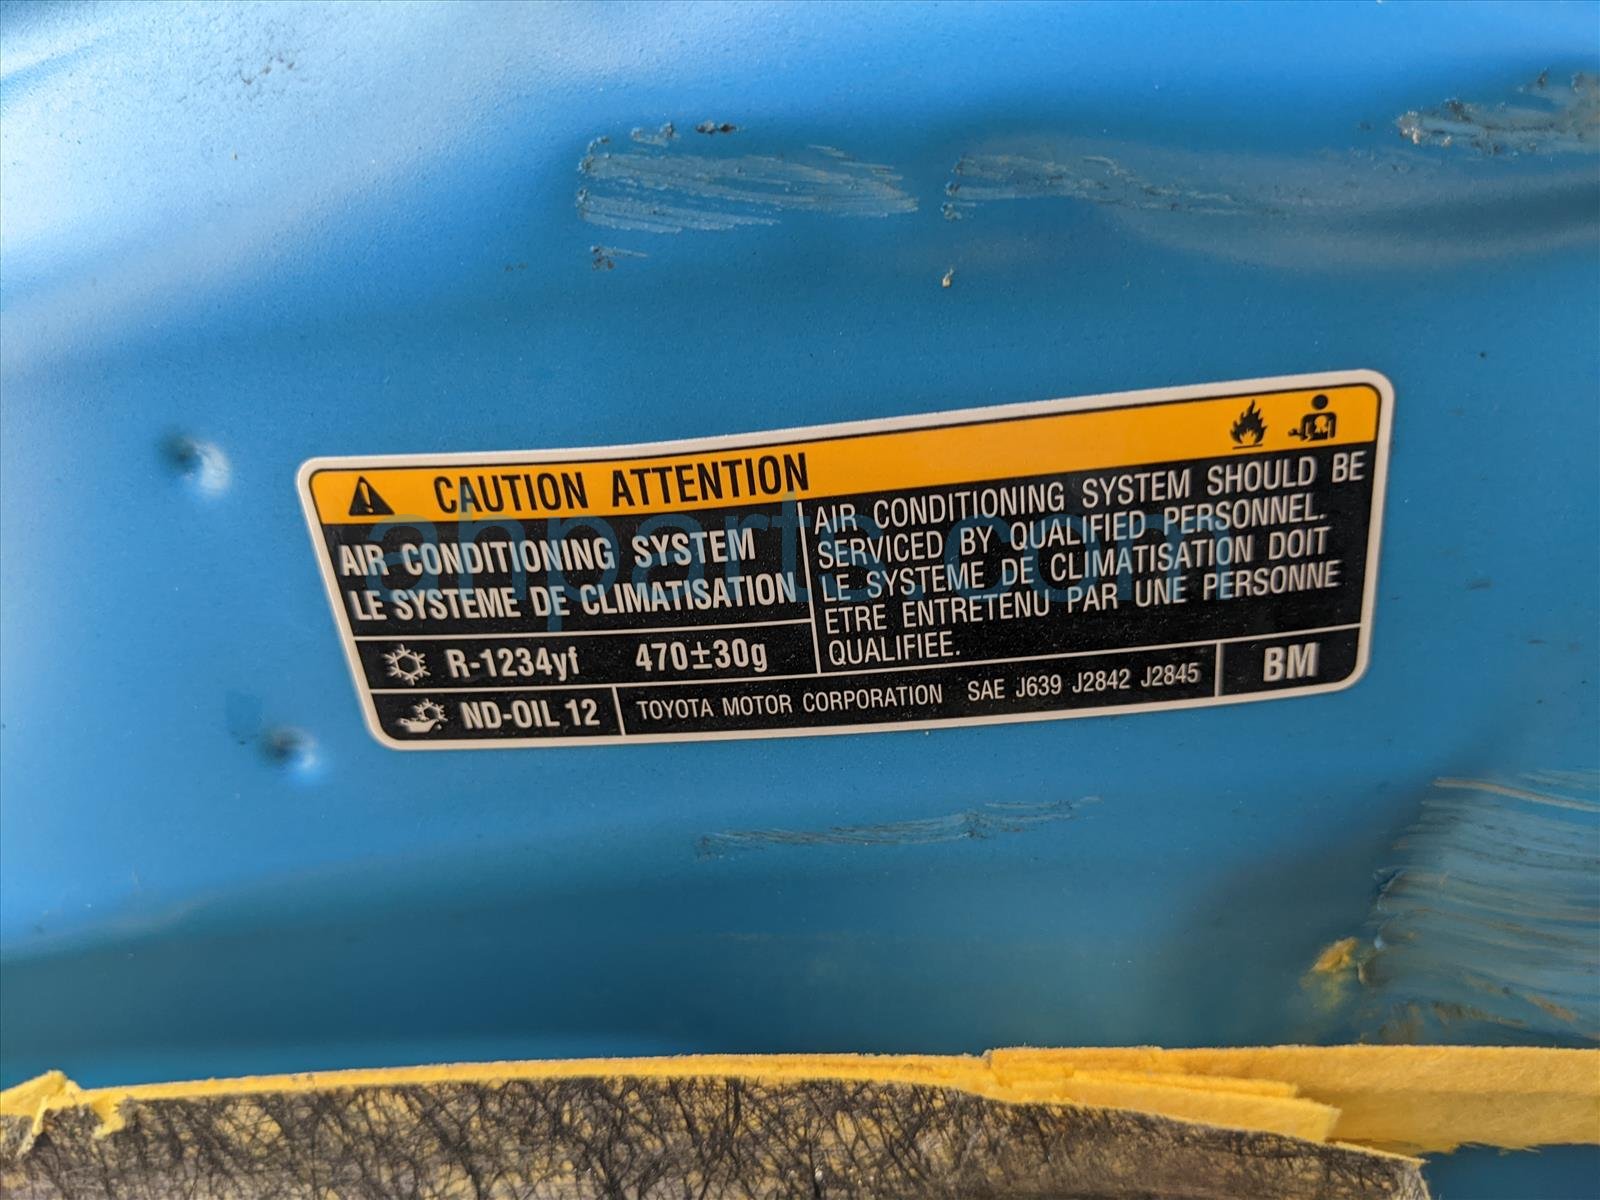 CAUTION ATTENTION
AIR CONDITIONING SYSTEM
LE SYSTEME DE CLIMATISATION
R-1234yf 470±30g
ND-OIL 12
AIR CONDITIONING SYSTEM SHOULD BE
SERVICED BY QUALIFIED PERSONNEL.
LE SYSTEME DE CLIMATISATION DOIT
ETRE ENTRETENU PAR UNE PERSONNE
QUALIFIEE.
TOYOTA MOTOR CORPORATION SAE J639 J2842 J2845
BM
ahparts.com